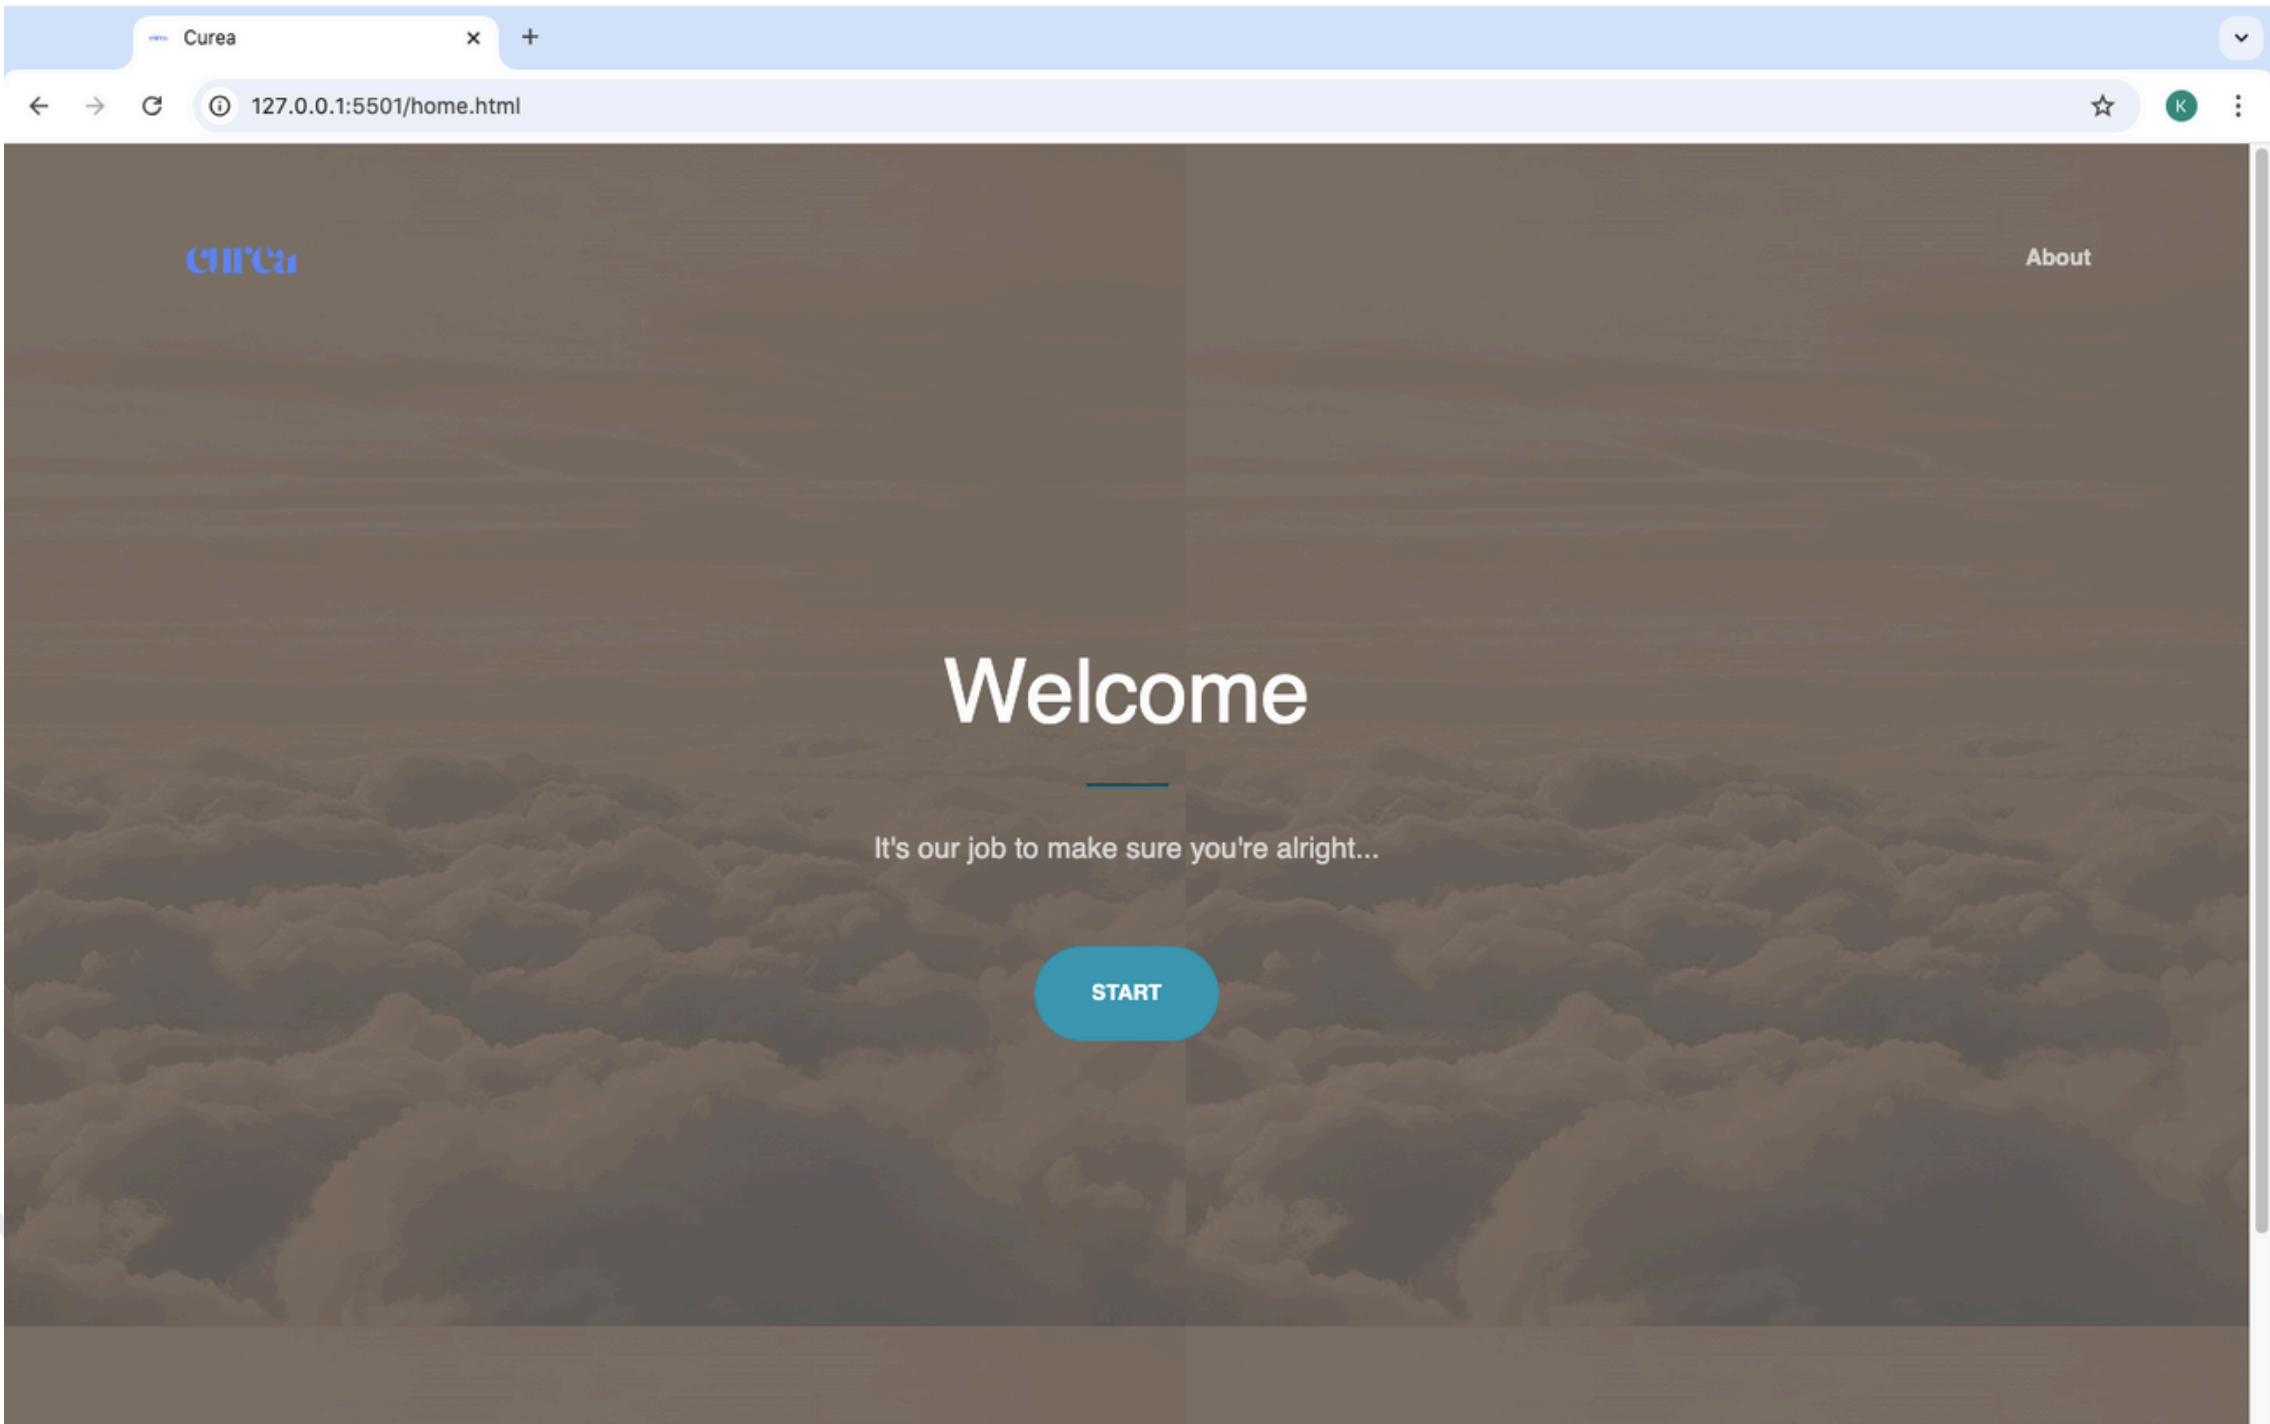 Curea
127.0.0.1:5501/home.html
K
curea
About
Welcome
It's our job to make sure you're alright...
START